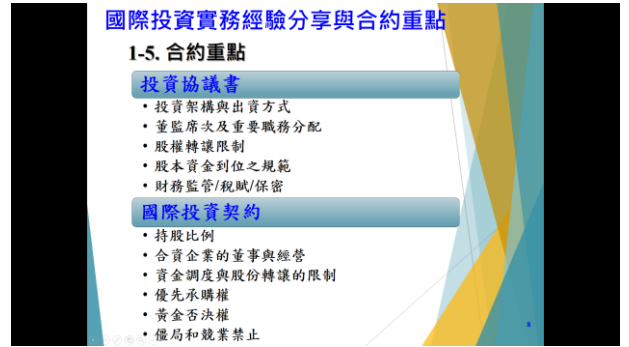 國際投資實務經驗分享與合約重點
1-5. 合約重點
投資協議書
• 投資架構與出資方式
• 董監席次及重要職務分配
• 股權轉讓限制
• 股本資金到位之規範
• 財務監管/稅賦/保密
國際投資契約
• 持股比例
• 合資企業的董事與經營
• 資金調度與股份轉讓的限制
• 優先承購權
• 黃金否決權
• 僵局和競業禁止